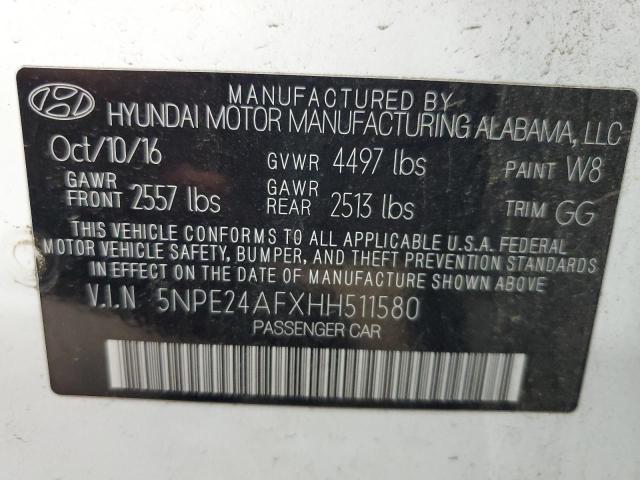 MANUFACTURED BY
HYUNDAI MOTOR MANUFACTURING ALABAMA, LLC
Oct/10/16 GVWR 4497 lbs PAINT W8
GAWR FRONT 2557 lbs GAWR REAR 2513 lbs TRIM GG
THIS VEHICLE CONFORMS TO ALL APPLICABLE U.S.A. FEDERAL
MOTOR VEHICLE SAFETY, BUMPER, AND THEFT PREVENTION STANDARDS
IN EFFECT ON THE DATE OF MANUFACTURE SHOWN ABOVE.
V.I.N 5NPE24AFXHH511580
PASSENGER CAR